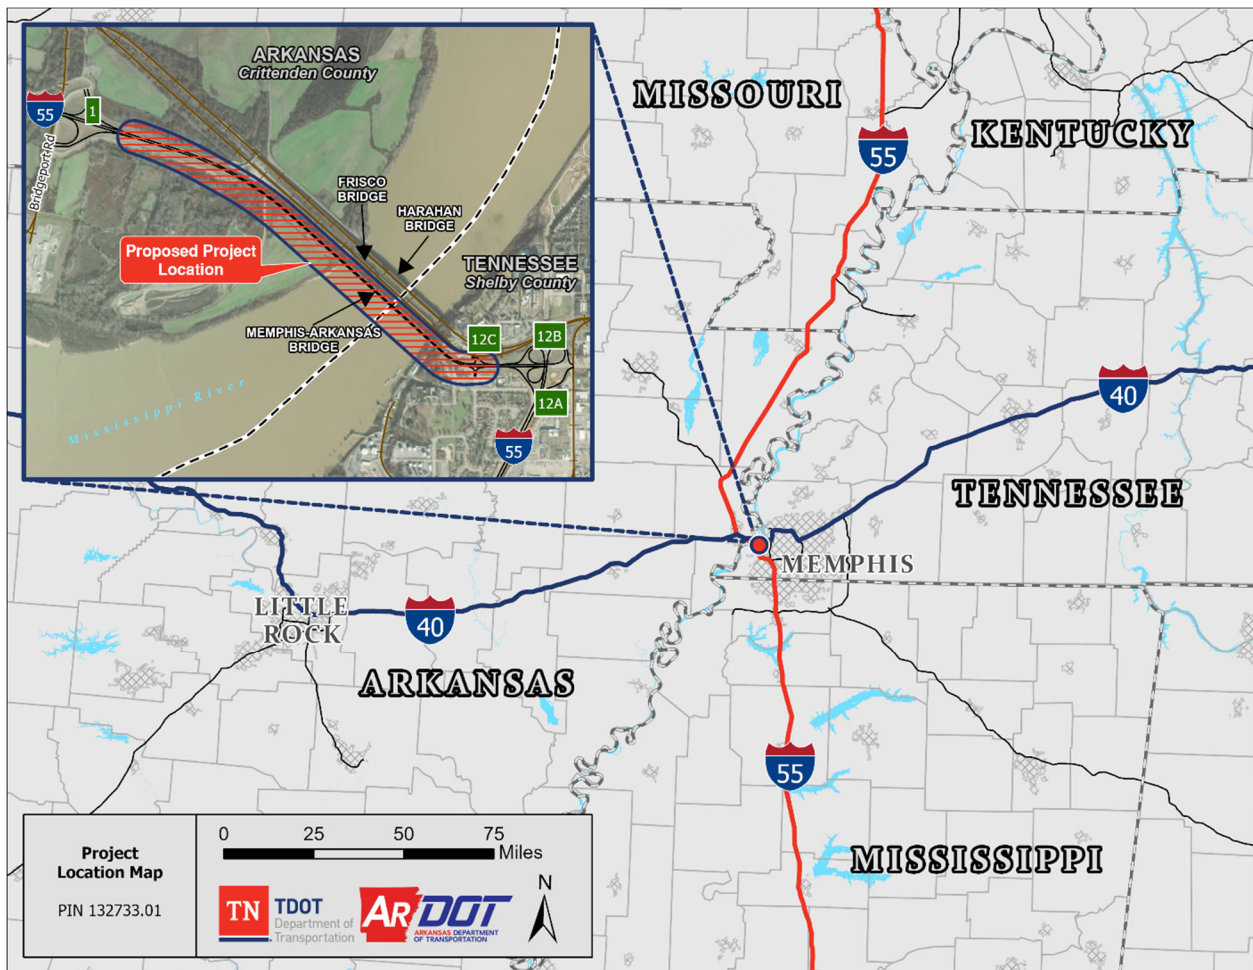 ARKANSAS
Crittenden County
55
1
Bridgeport Rd
FRISCO
BRIDGE
HARAHAN
BRIDGE
Proposed Project
Location
TENNESSEE
Shelby County
MEMPHIS-ARKANSAS
BRIDGE
12C
12B
12A
55
Mississippi River
MISSOURI
KENTUCKY
55
40
TENNESSEE
MEMPHIS
LITTLE
ROCK
40
ARKANSAS
55
MISSISSIPPI
Project
Location Map
PIN 132733.01
0 25 50 75
Miles
TN
TDOT
Department of
Transportation
ARDOT
ARKANSAS DEPARTMENT
OF TRANSPORTATION
N